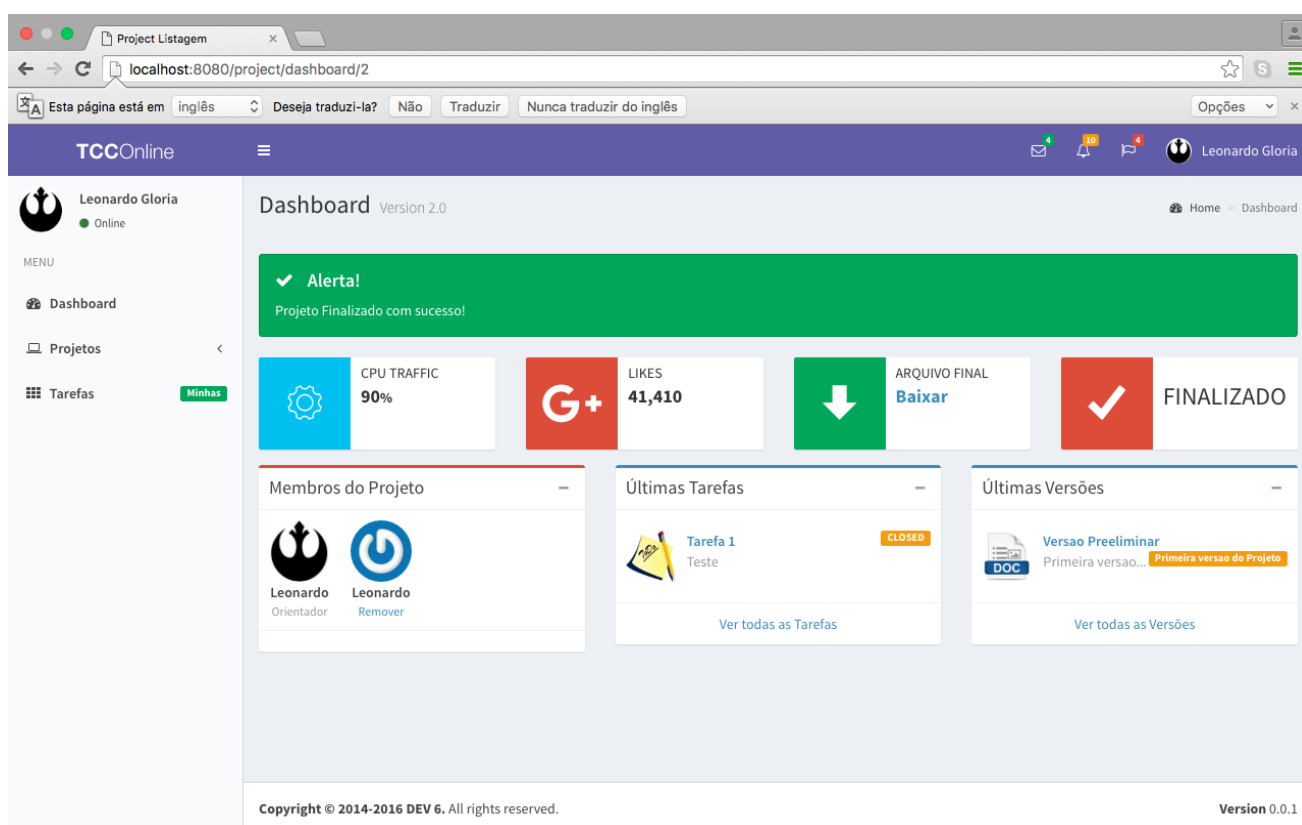 Project Listagem
localhost:8080/project/dashboard/2
Esta página está em inglês Deseja traduzi-la? Não Traduzir Nunca traduzir do inglês Opções
TCCOnline 4 10 4 Leonardo Gloria
Leonardo Gloria
Online
MENU
Dashboard
Projetos
Tarefas Minhas
Dashboard Version 2.0
Home > Dashboard
Alerta!
Projeto Finalizado com sucesso!
CPU TRAFFIC
90%
G+
LIKES
41,410
ARQUIVO FINAL
Baixar
FINALIZADO
Membros do Projeto
Leonardo
Orientador
Leonardo
Remover
Últimas Tarefas
Tarefa 1 CLOSED
Teste
Ver todas as Tarefas
Últimas Versões
DOC
Versao Preeliminar
Primeira versao... Primeira versao do Projeto
Ver todas as Versões
Copyright © 2014-2016 DEV 6. All rights reserved.
Version 0.0.1